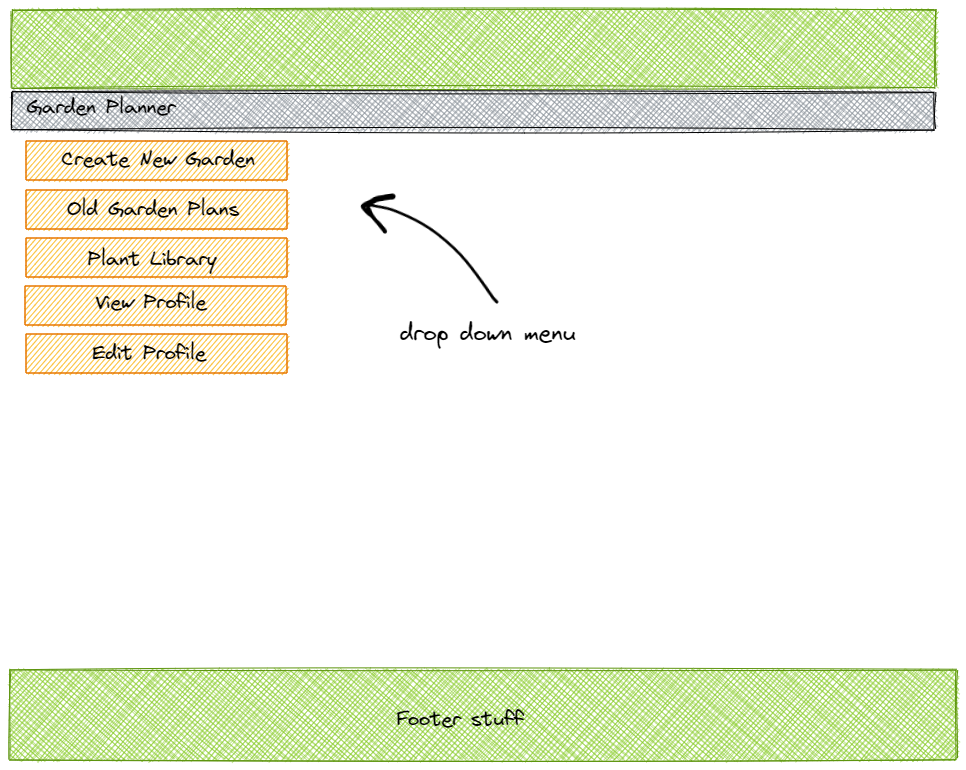 Garden Planner
Create New Garden
Old Garden Plans
Plant Library
View Profile
Edit Profile
drop down menu
Footer stuff